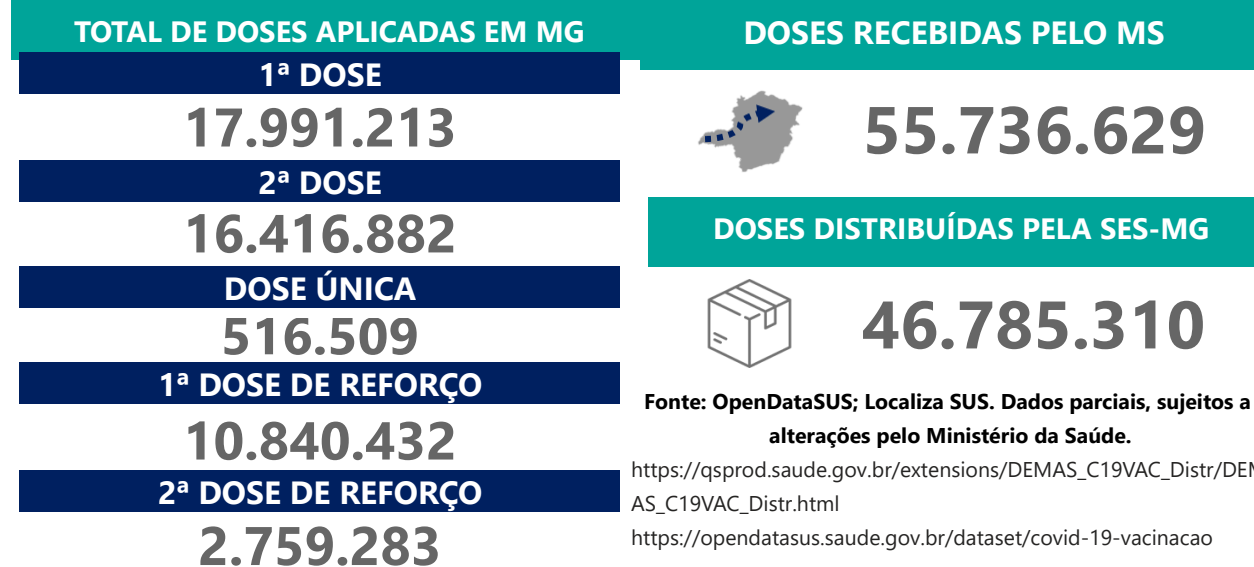 TOTAL DE DOSES APLICADAS EM MG
1ª DOSE
17.991.213
2ª DOSE
16.416.882
DOSE ÚNICA
516.509
1ª DOSE DE REFORÇO
10.840.432
2ª DOSE DE REFORÇO
2.759.283
DOSES RECEBIDAS PELO MS
55.736.629
DOSES DISTRIBUÍDAS PELA SES-MG
46.785.310
Fonte: OpenDataSUS; Localiza SUS. Dados parciais, sujeitos a
alterações pelo Ministério da Saúde.
https://qsprod.saude.gov.br/extensions/DEMAS_C19VAC_Distr/DEM
AS_C19VAC_Distr.html
https://opendatasus.saude.gov.br/dataset/covid-19-vacinacao